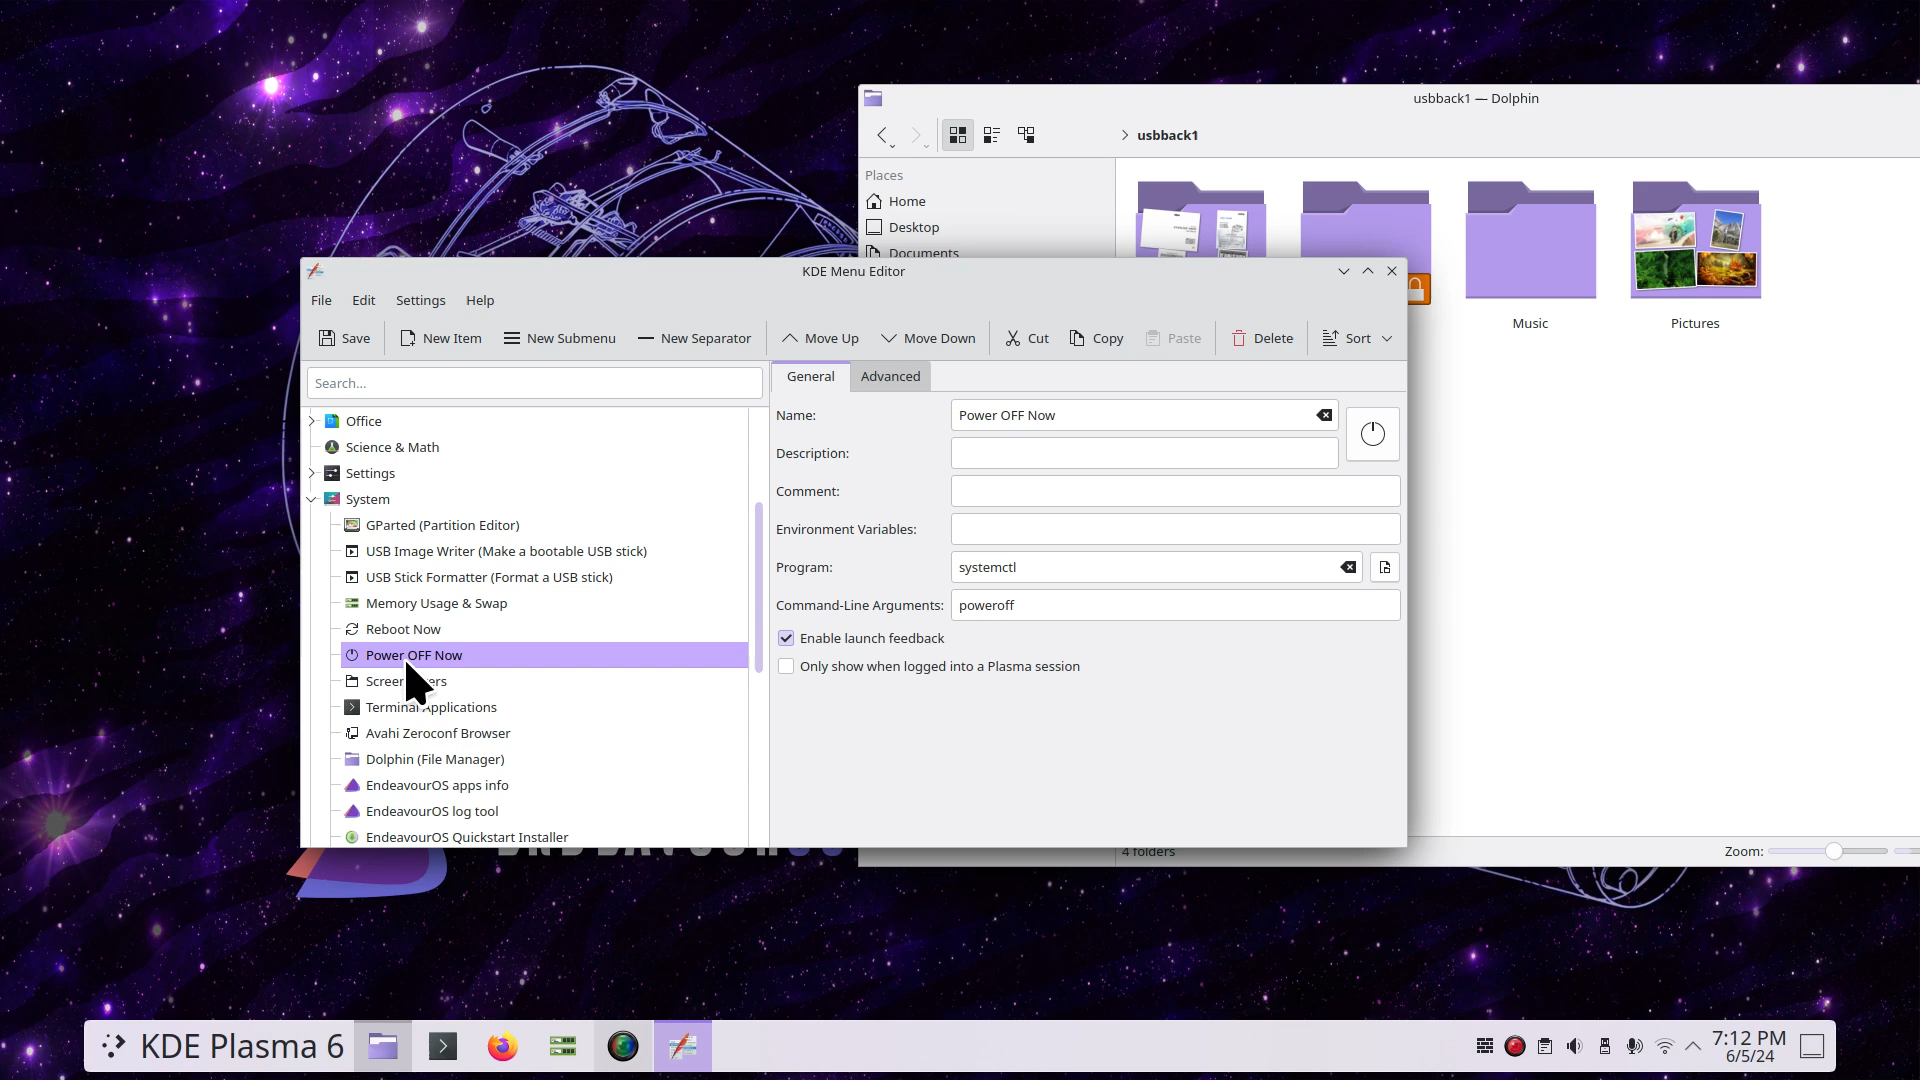 usbback1 — Dolphin
usbback1
Places
Home
Desktop
Documents
Music
Pictures
KDE Menu Editor
File Edit Settings Help
Save New Item New Submenu New Separator Move Up Move Down Cut Copy Paste Delete Sort
Search...
General Advanced
Office
Science & Math
Settings
System
GParted (Partition Editor)
USB Image Writer (Make a bootable USB stick)
USB Stick Formatter (Format a USB stick)
Memory Usage & Swap
Reboot Now
Power OFF Now
Terminal Applications
Avahi Zeroconf Browser
Dolphin (File Manager)
EndeavourOS apps info
EndeavourOS log tool
EndeavourOS Quickstart Installer
Name: Power OFF Now
Description:
Comment:
Environment Variables:
Program: systemctl
Command-Line Arguments: poweroff
Enable launch feedback
Only show when logged into a Plasma session
4 folders
Zoom:
KDE Plasma 6
7:12 PM
6/5/24